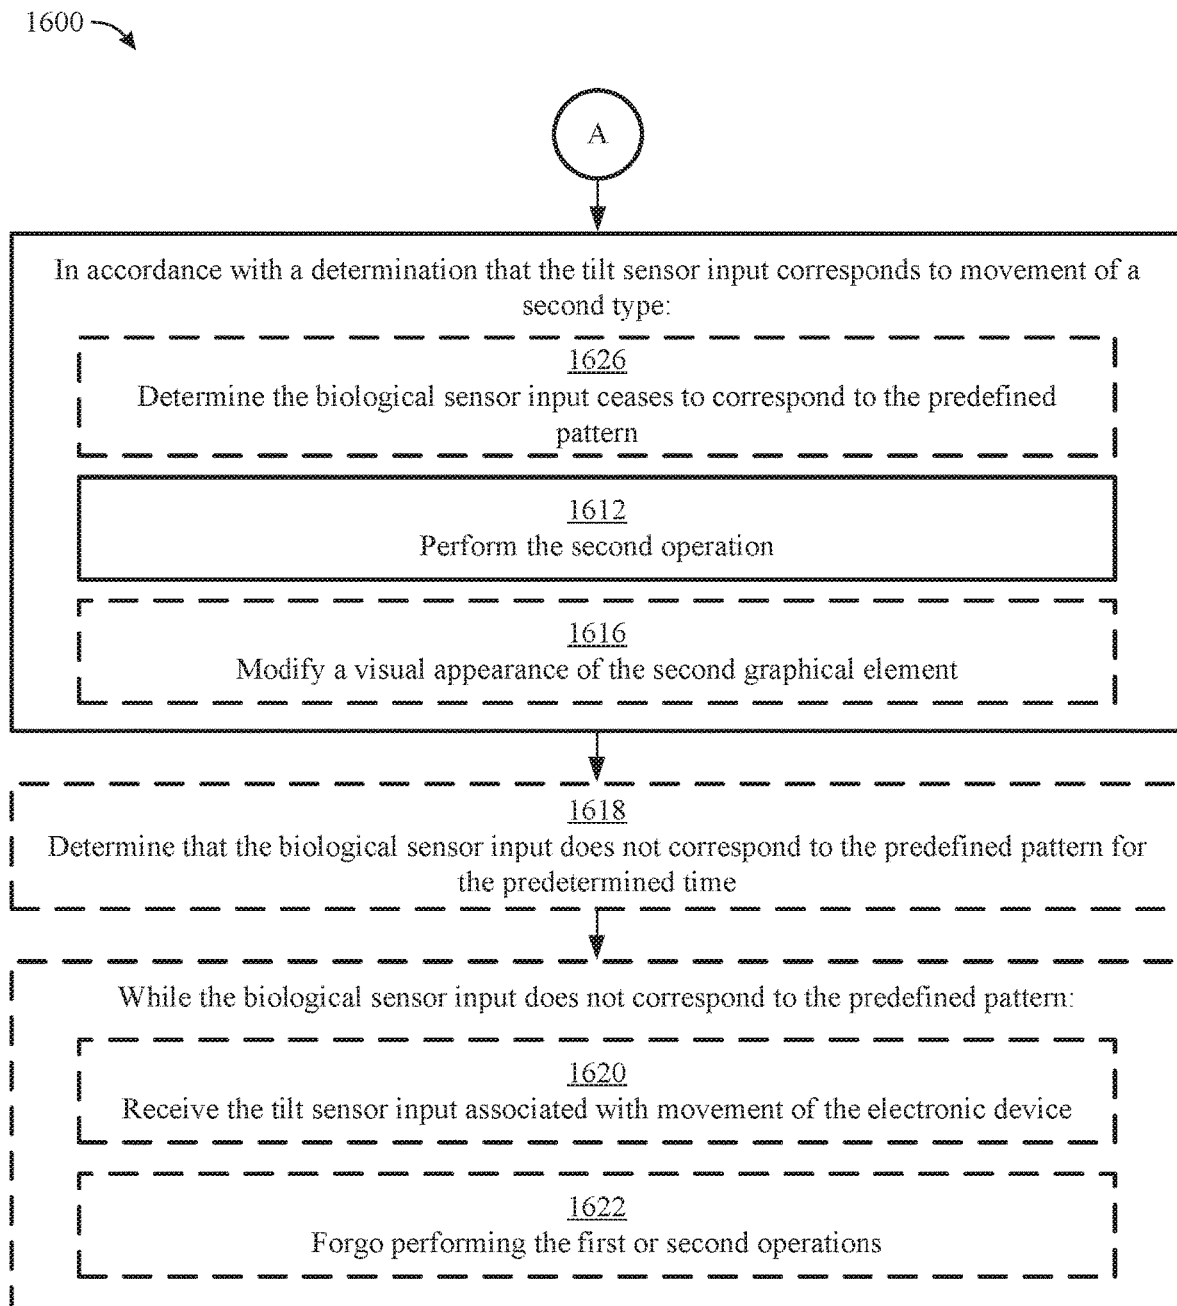 1600
A
In accordance with a determination that the tilt sensor input corresponds to movement of a
second type:
1626
Determine the biological sensor input ceases to correspond to the predefined
pattern
1612
Perform the second operation
1616
Modify a visual appearance of the second graphical element
1618
Determine that the biological sensor input does not correspond to the predefined pattern for
the predetermined time
While the biological sensor input does not correspond to the predefined pattern:
1620
Receive the tilt sensor input associated with movement of the electronic device
1622
Forgo performing the first or second operations